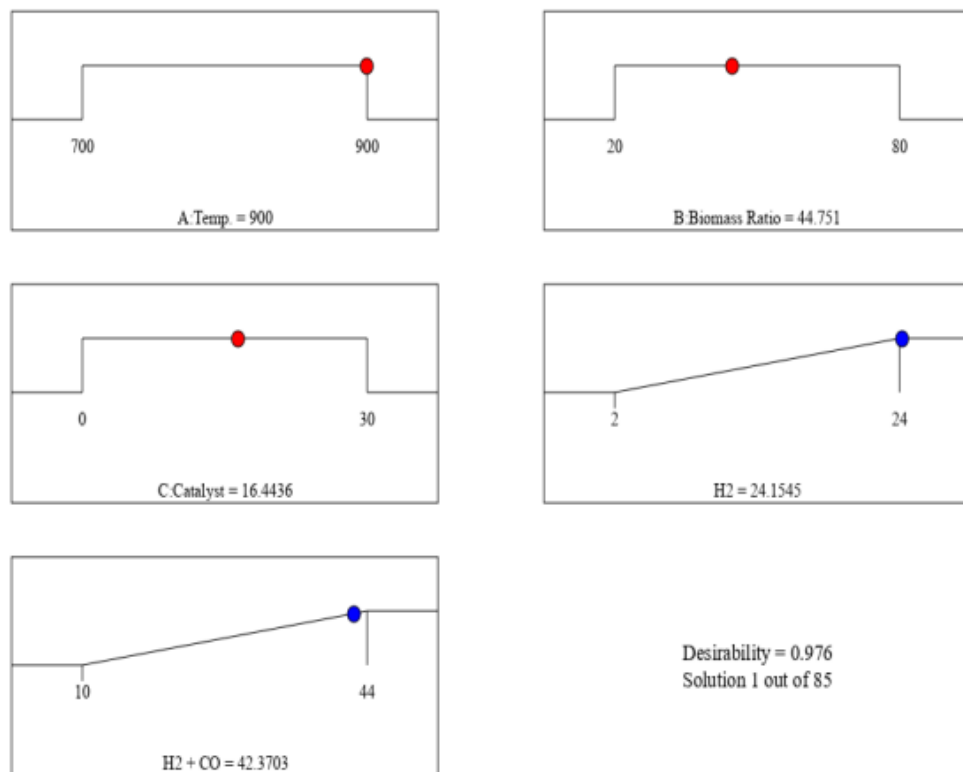 700 900
A:Temp. = 900
20 80
B:Biomass Ratio = 44.751
0 30
C:Catalyst = 16.4436
2 24
H2 = 24.1545
10 44
H2 + CO = 42.3703
Desirability = 0.976
Solution 1 out of 85